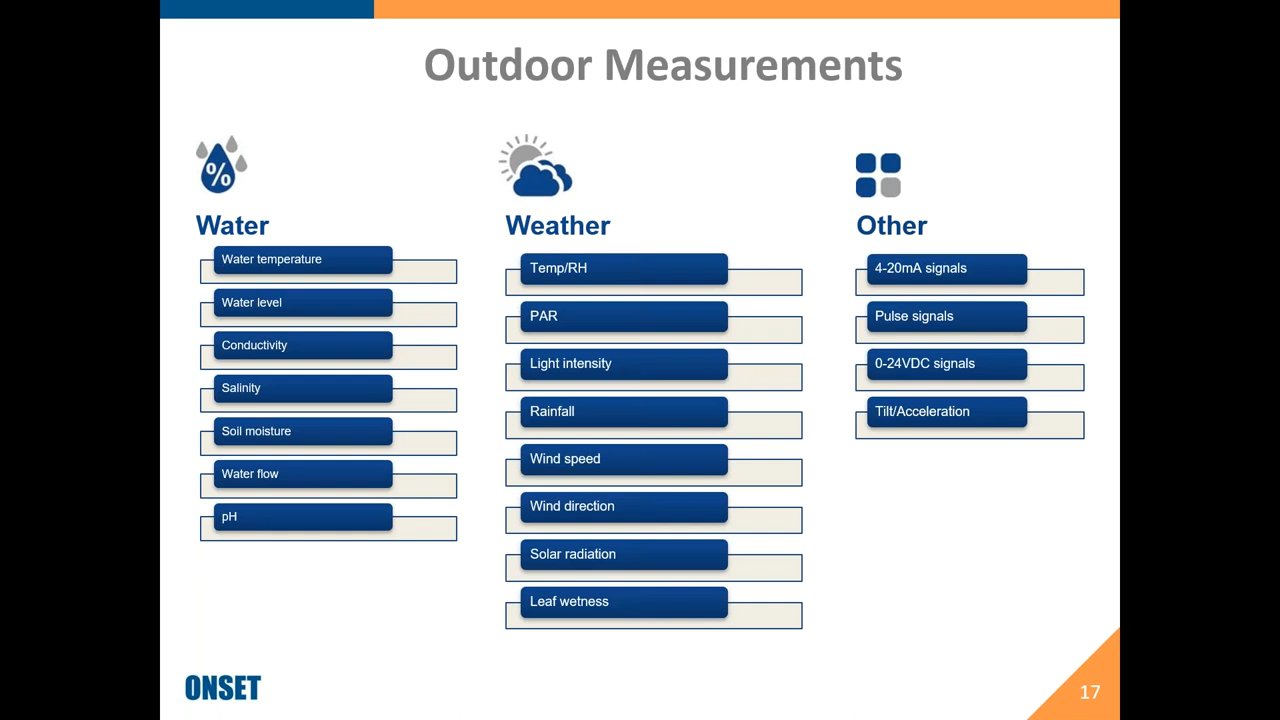 Outdoor Measurements
%
Water
Water temperature
Water level
Conductivity
Salinity
Soil moisture
Water flow
pH
Weather
Temp/RH
PAR
Light intensity
Rainfall
Wind speed
Wind direction
Solar radiation
Leaf wetness
Other
4-20mA signals
Pulse signals
0-24VDC signals
Tilt/Acceleration
ONSET
17